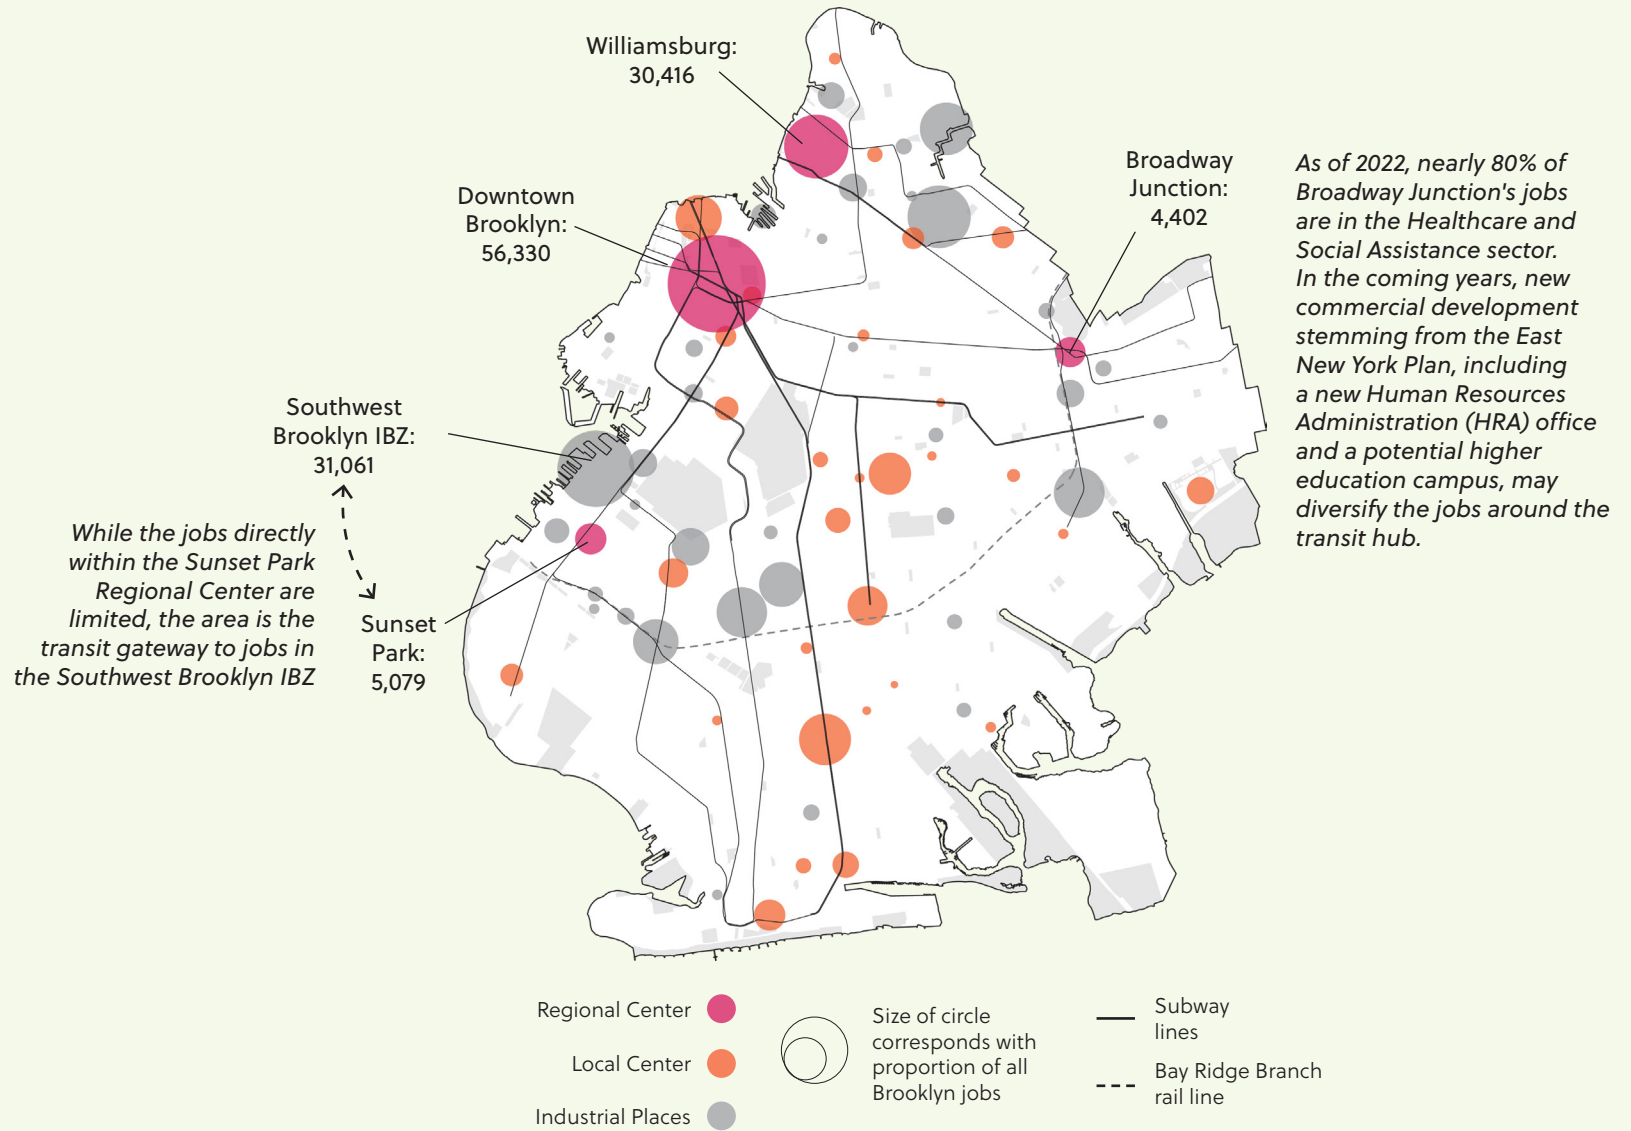 Williamsburg:
30,416
Downtown
Brooklyn:
56,330
Broadway
Junction:
4,402
As of 2022, nearly 80% of
Broadway Junction's jobs
are in the Healthcare and
Social Assistance sector.
In the coming years, new
commercial development
stemming from the East
New York Plan, including
a new Human Resources
Administration (HRA) office
and a potential higher
education campus, may
diversify the jobs around the
transit hub.
Southwest
Brooklyn IBZ:
31,061
While the jobs directly
within the Sunset Park
Regional Center are
limited, the area is the
transit gateway to jobs in
the Southwest Brooklyn IBZ
Sunset
Park:
5,079
Regional Center
Local Center
Industrial Places
Size of circle
corresponds with
proportion of all
Brooklyn jobs
Subway
lines
Bay Ridge Branch
rail line